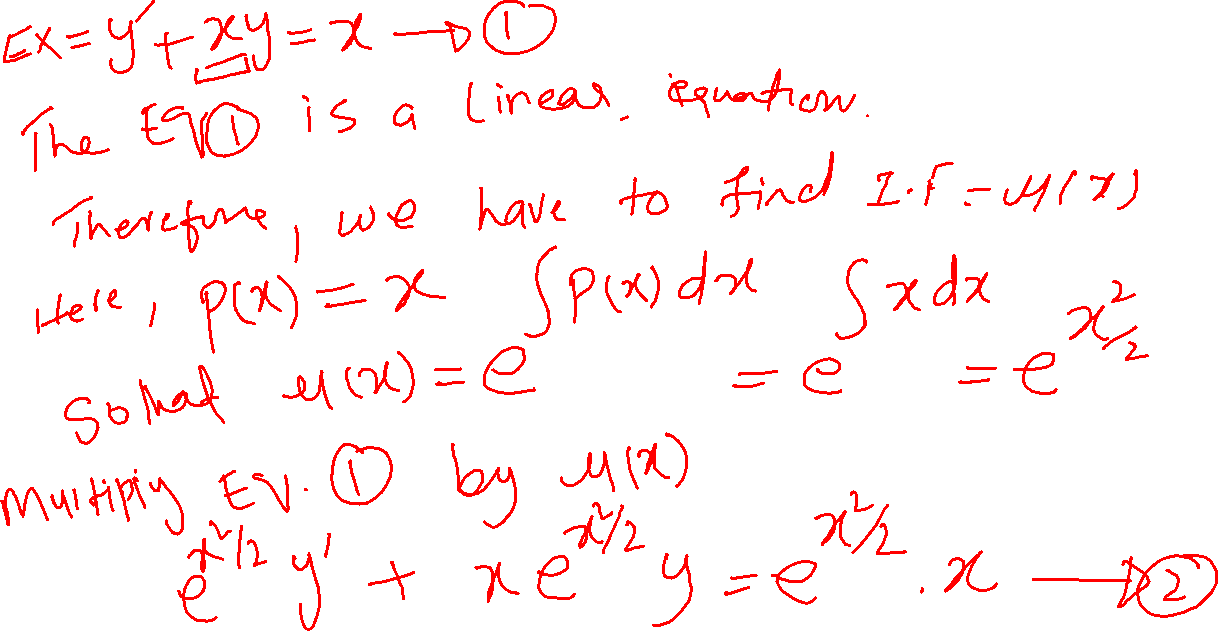 EX= y′ + xy = x → ①
The Eq ① is a Linear equation.
Therefore, we have to find I.F = μ(x)
Here, p(x) = x
So that μ(x) = e^∫p(x)dx = e^∫xdx = e^x²/2
Multiply Eq. ① by μ(x)
e^x²/2 y' + x e^x²/2 y = e^x²/2 . x → ②